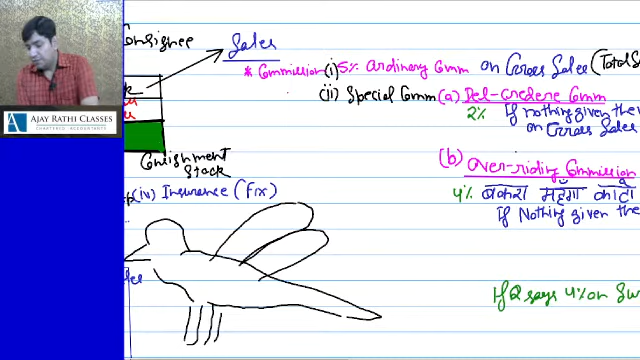 Consignee
Sales
* Commission (i) 5% Ordinary Comm on Gross Sales (Total S
(ii) Special Comm (a) Del-credere Comm
2% If nothing given the
on Gross Sales
AJAY RATHI CLASSES
CHARTERED ACCOUNTANTS
Consignment
Stock
(b) Over-riding Commission
(iv) Insurance (fix)
4% बकरा महंगा काटा
If Nothing given the
If Q says 4% on